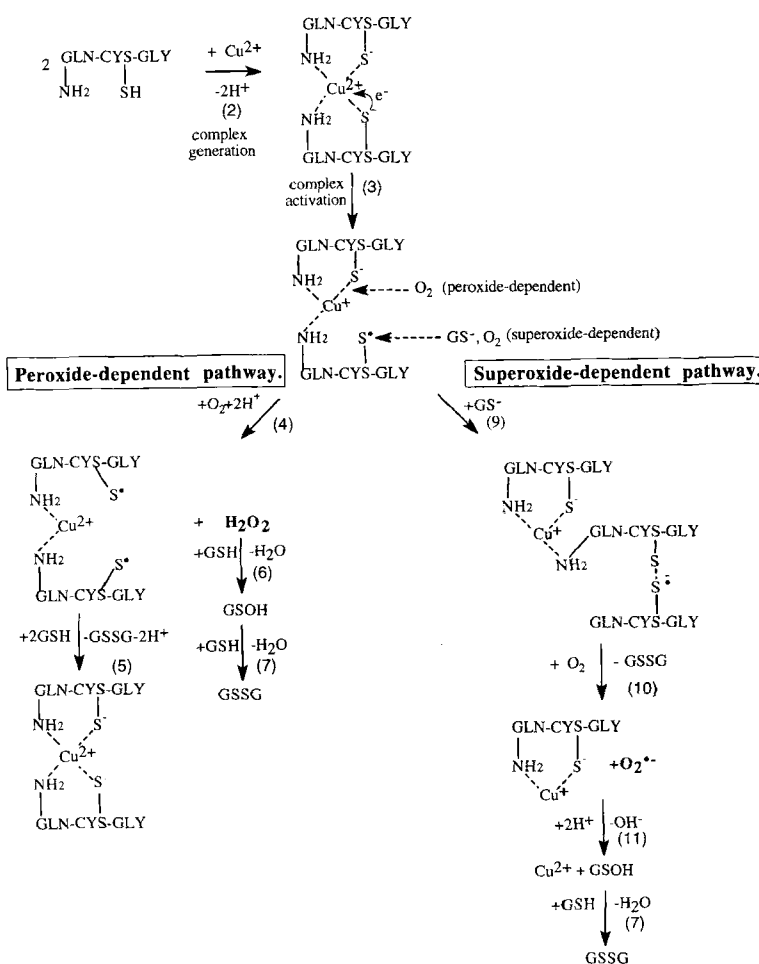 2 GLN-CYS-GLY
NH2 SH
+ Cu2+
-2H+
(2)
complex
generation
GLN-CYS-GLY
NH2 S-
Cu2+ e-
NH2 S-
GLN-CYS-GLY
complex
activation
(3)
GLN-CYS-GLY
NH2 S-
O2 (peroxide-dependent)
Cu+
NH2 S• GS-, O2 (superoxide-dependent)
GLN-CYS-GLY
Peroxide-dependent pathway.
+O2+2H+
(4)
GLN-CYS-GLY
S•
NH2
Cu2+
NH2 S•
GLN-CYS-GLY
+ H2O2
+GSH -H2O
(6)
GSOH
+GSH -H2O
(7)
GSSG
+2GSH -GSSG-2H+
(5)
GLN-CYS-GLY
NH2 S-
Cu2+
NH2 S-
GLN-CYS-GLY
Superoxide-dependent pathway.
+GS-
(9)
GLN-CYS-GLY
NH2 S-
Cu+
NH2 GLN-CYS-GLY
S
S•-
GLN-CYS-GLY
+ O2 - GSSG
(10)
GLN-CYS-GLY
NH2 S- +O2•-
Cu+
+2H+ -OH-
(11)
Cu2+ + GSOH
+GSH -H2O
(7)
GSSG